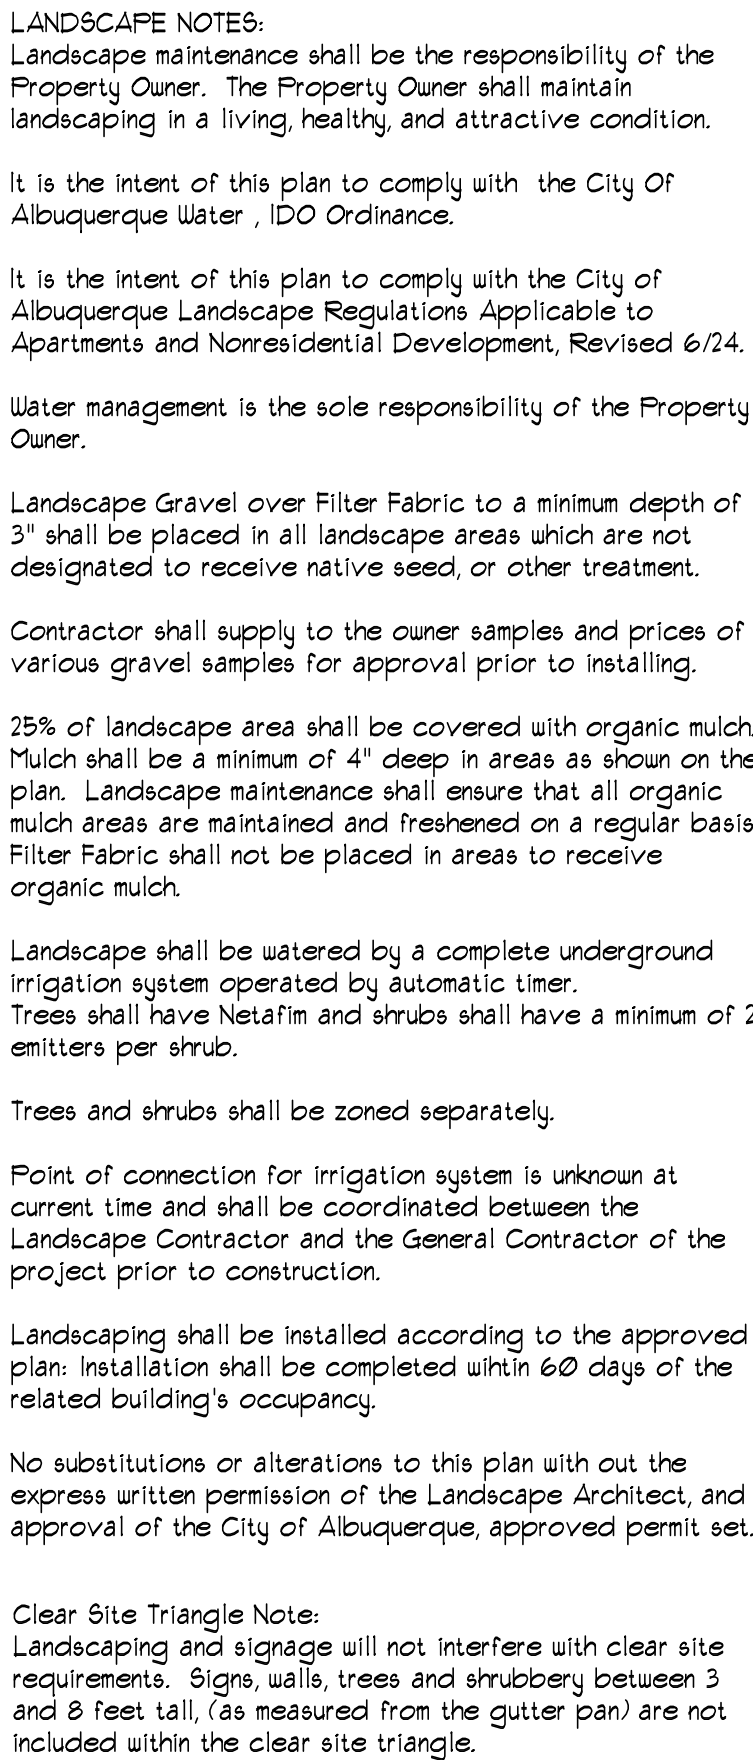 LANDSCAPE NOTES:
Landscape maintenance shall be the responsibility of the
Property Owner.  The Property Owner shall maintain
landscaping in a living, healthy, and attractive condition.
It is the intent of this plan to comply with  the City Of
Albuquerque Water , IDO Ordinance.
It is the intent of this plan to comply with the City of
Albuquerque Landscape Regulations Applicable to
Apartments and Nonresidential Development, Revised 6/24.
Water management is the sole responsibility of the Property
Owner.
Landscape Gravel over Filter Fabric to a minimum depth of
3" shall be placed in all landscape areas which are not
designated to receive native seed, or other treatment.
Contractor shall supply to the owner samples and prices of
various gravel samples for approval prior to installing.
25% of landscape area shall be covered with organic mulch.
Mulch shall be a minimum of 4" deep in areas as shown on the
plan.  Landscape maintenance shall ensure that all organic
mulch areas are maintained and freshened on a regular basis
Filter Fabric shall not be placed in areas to receive
organic mulch.
Landscape shall be watered by a complete underground
irrigation system operated by automatic timer.
Trees shall have Netafim and shrubs shall have a minimum of 2
emitters per shrub.
Trees and shrubs shall be zoned separately.
Point of connection for irrigation system is unknown at
current time and shall be coordinated between the
Landscape Contractor and the General Contractor of the
project prior to construction.
Landscaping shall be installed according to the approved
plan: Installation shall be completed wihtin 60 days of the
related building's occupancy.
No substitutions or alterations to this plan with out the
express written permission of the Landscape Architect, and
approval of the City of Albuquerque, approved permit set.
Clear Site Triangle Note:
Landscaping and signage will not interfere with clear site
requirements.  Signs, walls, trees and shrubbery between 3
and 8 feet tall, (as measured from the gutter pan) are not
included within the clear site triangle.